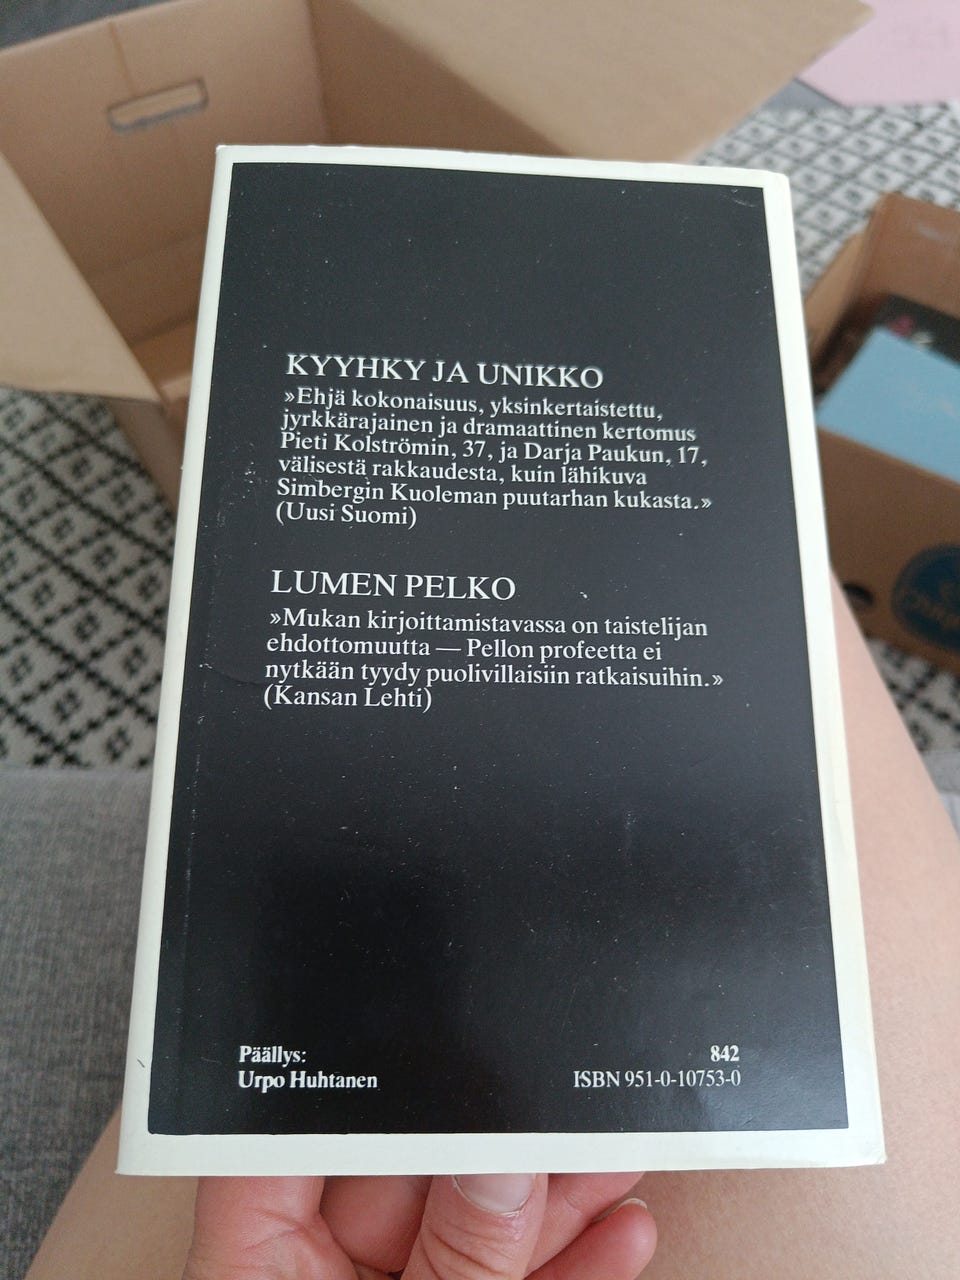 KYYHKY JA UNIKKO
»Ehjä kokonaisuus, yksinkertaistettu,
jyrkkärajainen ja dramaattinen kertomus
Pieti Kolströmin, 37, ja Darja Paukun, 17,
välisestä rakkaudesta, kuin lähikuva
Simbergin Kuoleman puutarhan kukasta.»
(Uusi Suomi)
LUMEN PELKO
»Mukan kirjoittamistavassa on taistelijan
ehdottomuutta — Pellon profeetta ei
nytkään tyydy puolivillaisiin ratkaisuihin.»
(Kansan Lehti)
Päällys:
Urpo Huhtanen
842
ISBN 951-0-10753-0